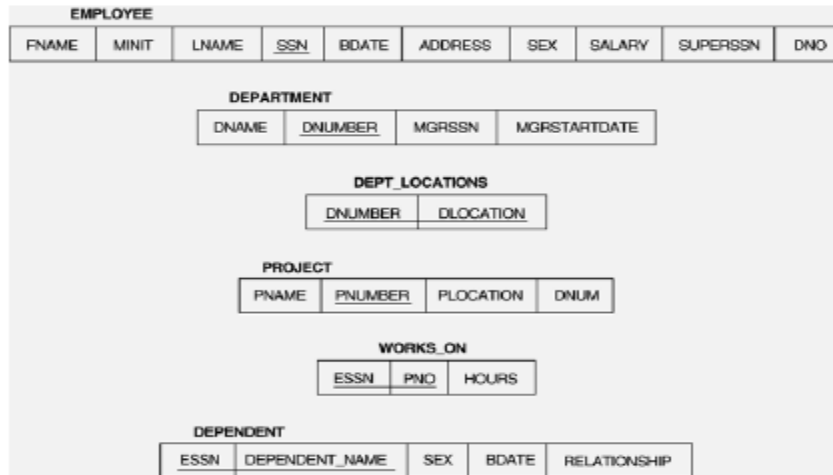 EMPLOYEE
FNAME MINIT LNAME SSN BDATE ADDRESS SEX SALARY SUPERSSN DNO
DEPARTMENT
DNAME DNUMBER MGRSSN MGRSTARTDATE
DEPT_LOCATIONS
DNUMBER DLOCATION
PROJECT
PNAME PNUMBER PLOCATION DNUM
WORKS_ON
ESSN PNO HOURS
DEPENDENT
ESSN DEPENDENT_NAME SEX BDATE RELATIONSHIP